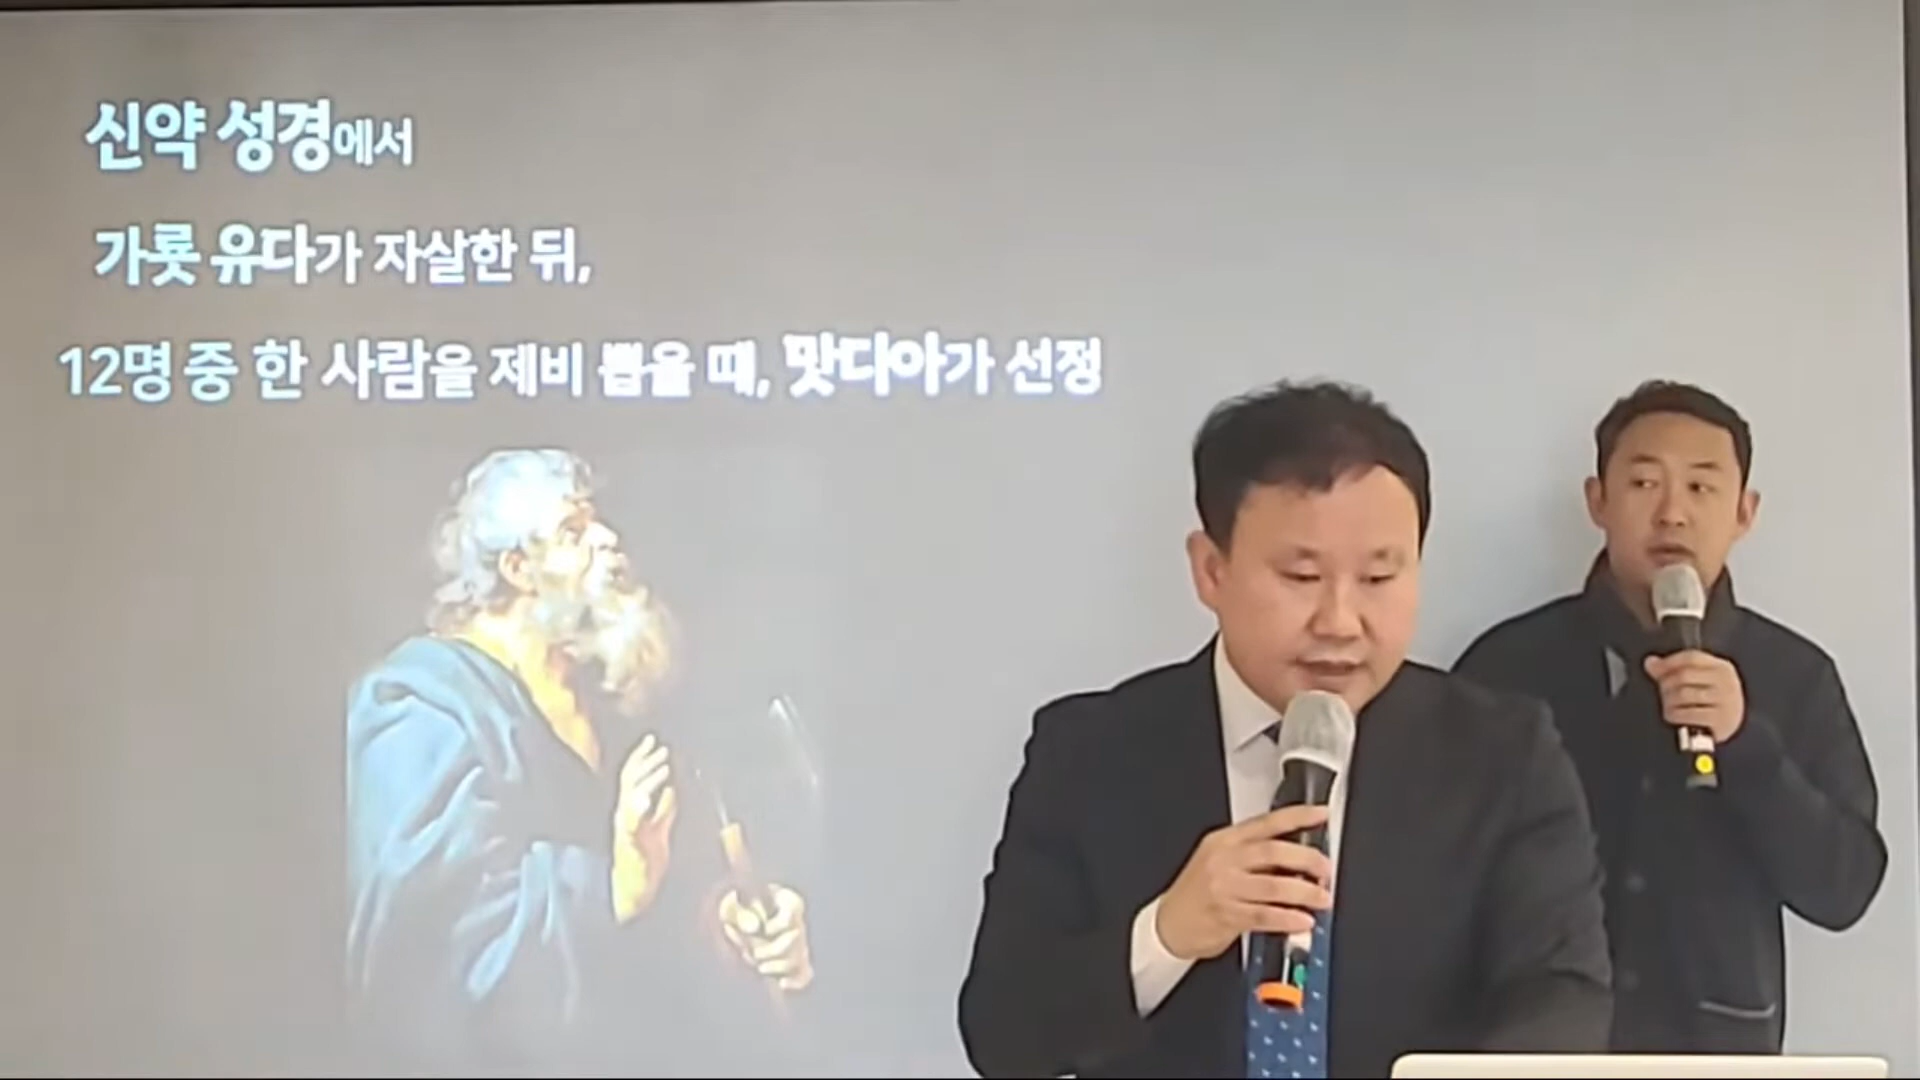 신약 성경에서
가룟 유다가 자살한 뒤,
12명 중 한 사람을 제비 뽑을 때, 맛디아가 선정